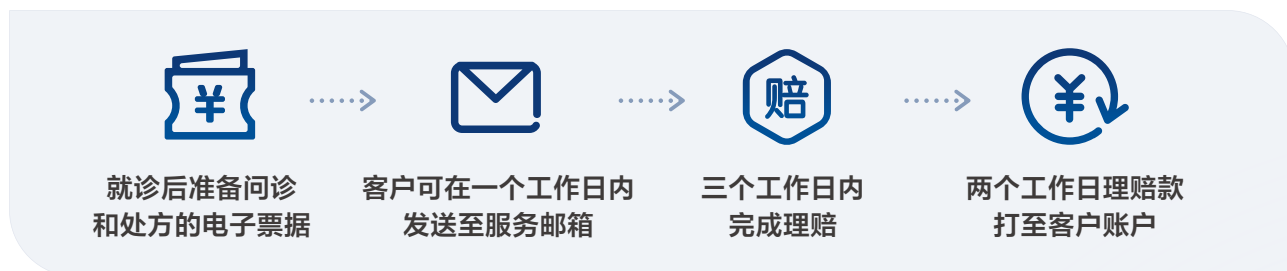 ¥
赔
¥
就诊后准备问诊
和处方的电子票据
客户可在一个工作日内
发送至服务邮箱
三个工作日内
完成理赔
两个工作日理赔款
打至客户账户